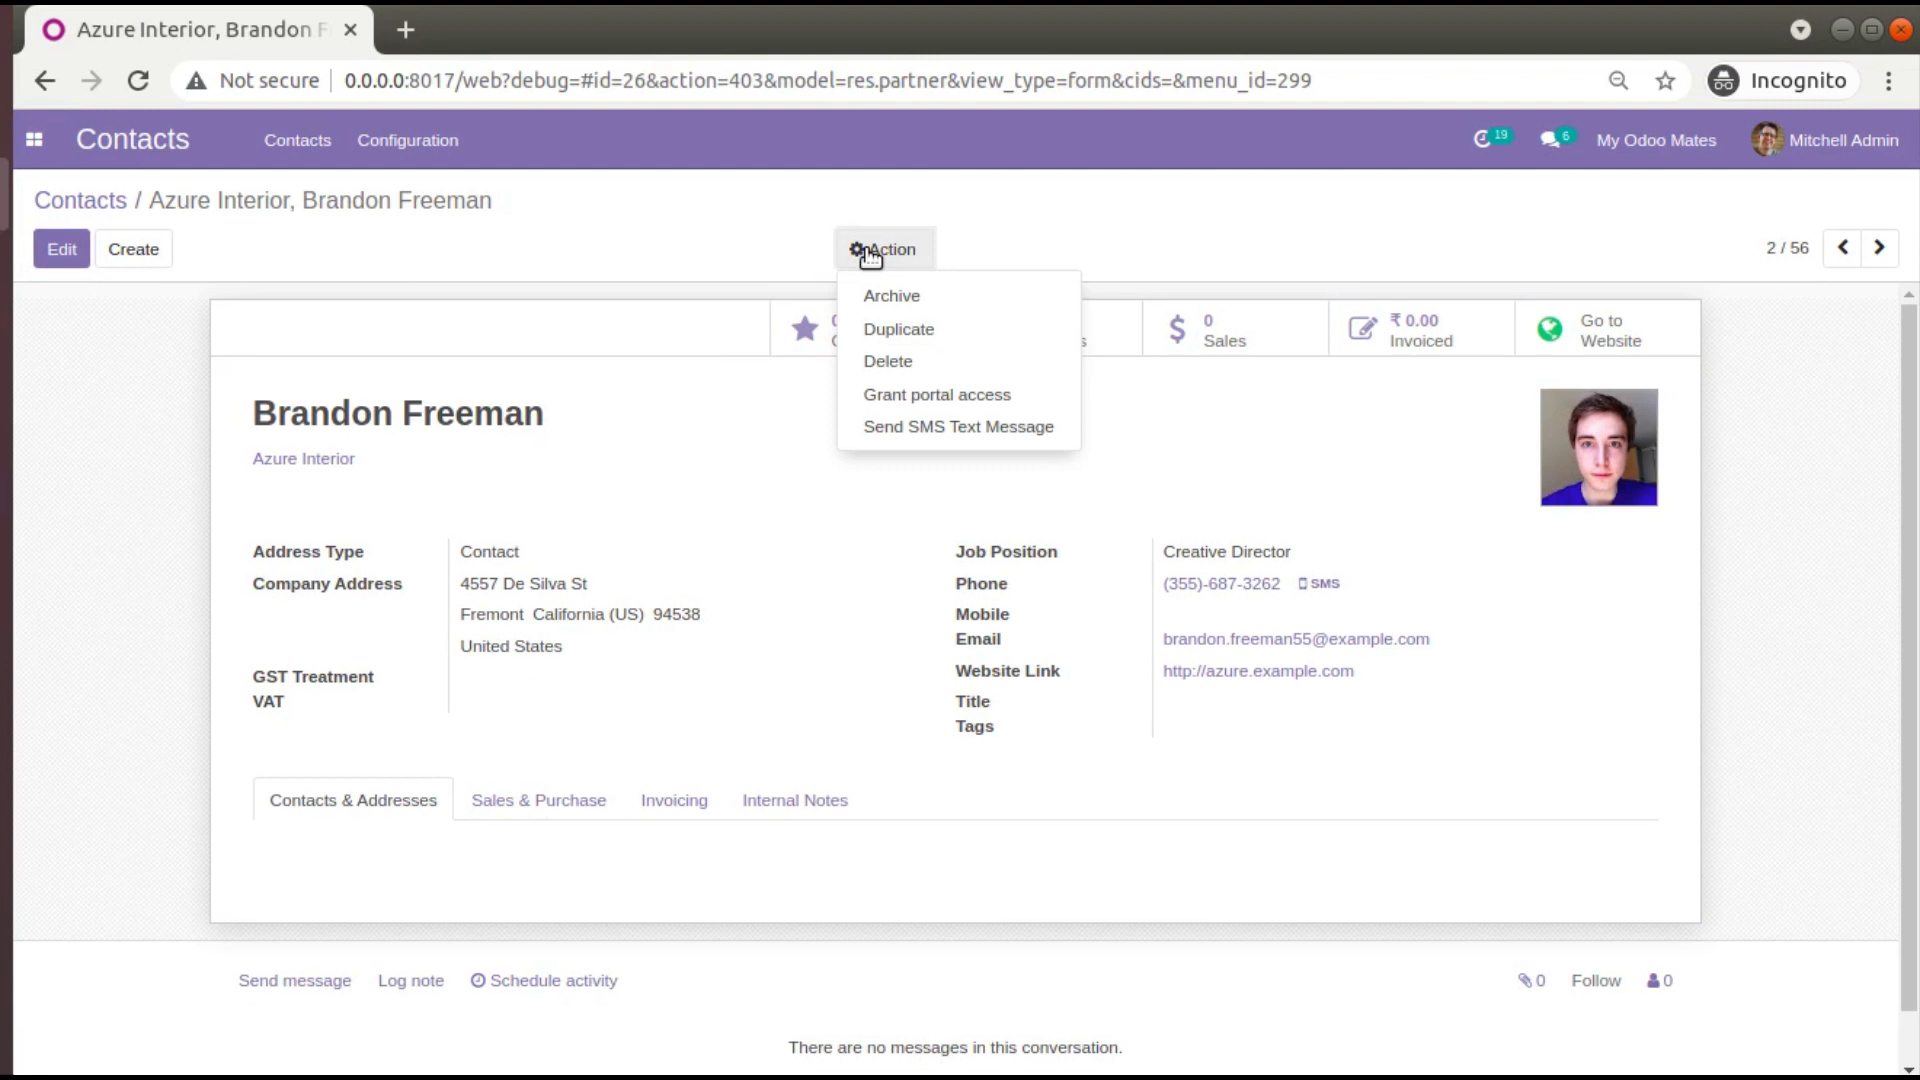 Azure Interior, Brandon F
Not secure 0.0.0.0:8017/web?debug=#id=26&action=403&model=res.partner&view_type=form&cids=&menu_id=299 Incognito
Contacts Contacts Configuration 19 6 My Odoo Mates Mitchell Admin
Contacts / Azure Interior, Brandon Freeman
Edit Create Action 2 / 56
Archive
Duplicate
Delete
Grant portal access
Send SMS Text Message
0
Sales
₹ 0.00
Invoiced
Go to
Website
Brandon Freeman
Azure Interior
Address Type Contact
Company Address 4557 De Silva St
Fremont California (US) 94538
United States
GST Treatment
VAT
Job Position Creative Director
Phone (355)-687-3262 SMS
Mobile
Email brandon.freeman55@example.com
Website Link http://azure.example.com
Title
Tags
Contacts & Addresses Sales & Purchase Invoicing Internal Notes
Send message Log note Schedule activity 0 Follow 0
There are no messages in this conversation.